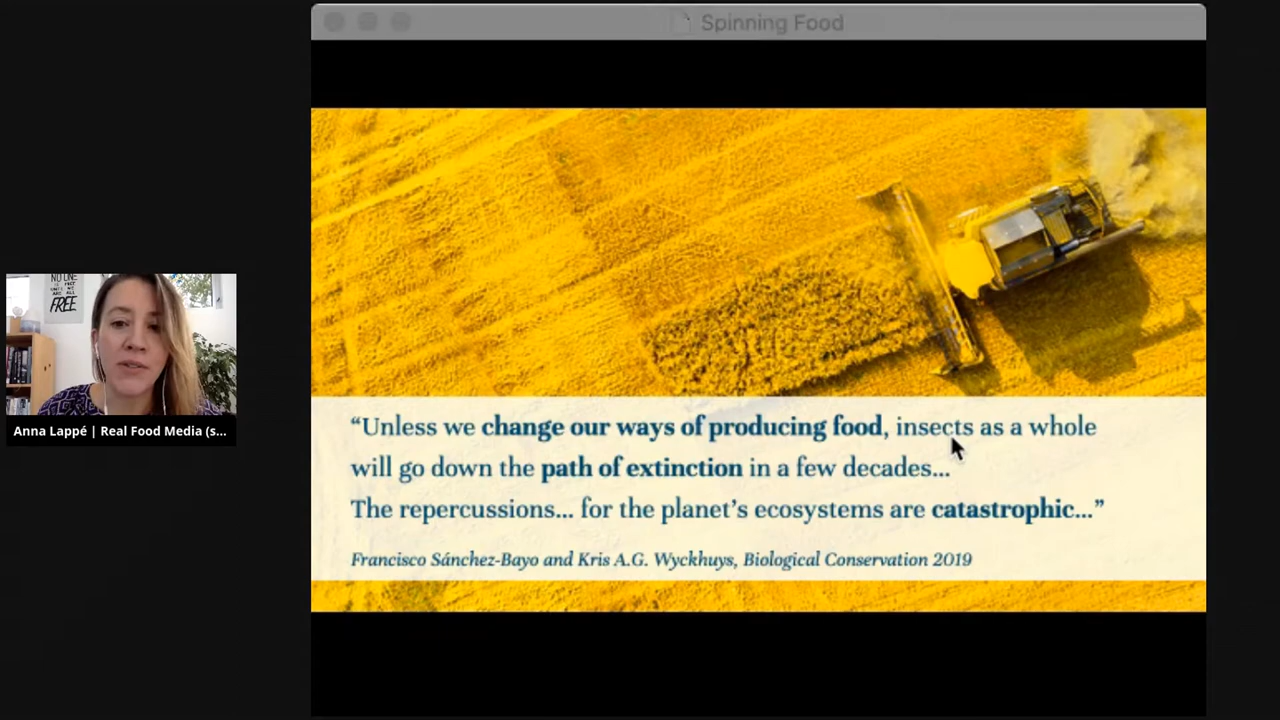 Spinning Food
NO ONE
FREE
Anna Lappé | Real Food Media (s...
“Unless we change our ways of producing food, insects as a whole
will go down the path of extinction in a few decades...
The repercussions... for the planet’s ecosystems are catastrophic...”
Francisco Sánchez-Bayo and Kris A.G. Wyckhuys, Biological Conservation 2019